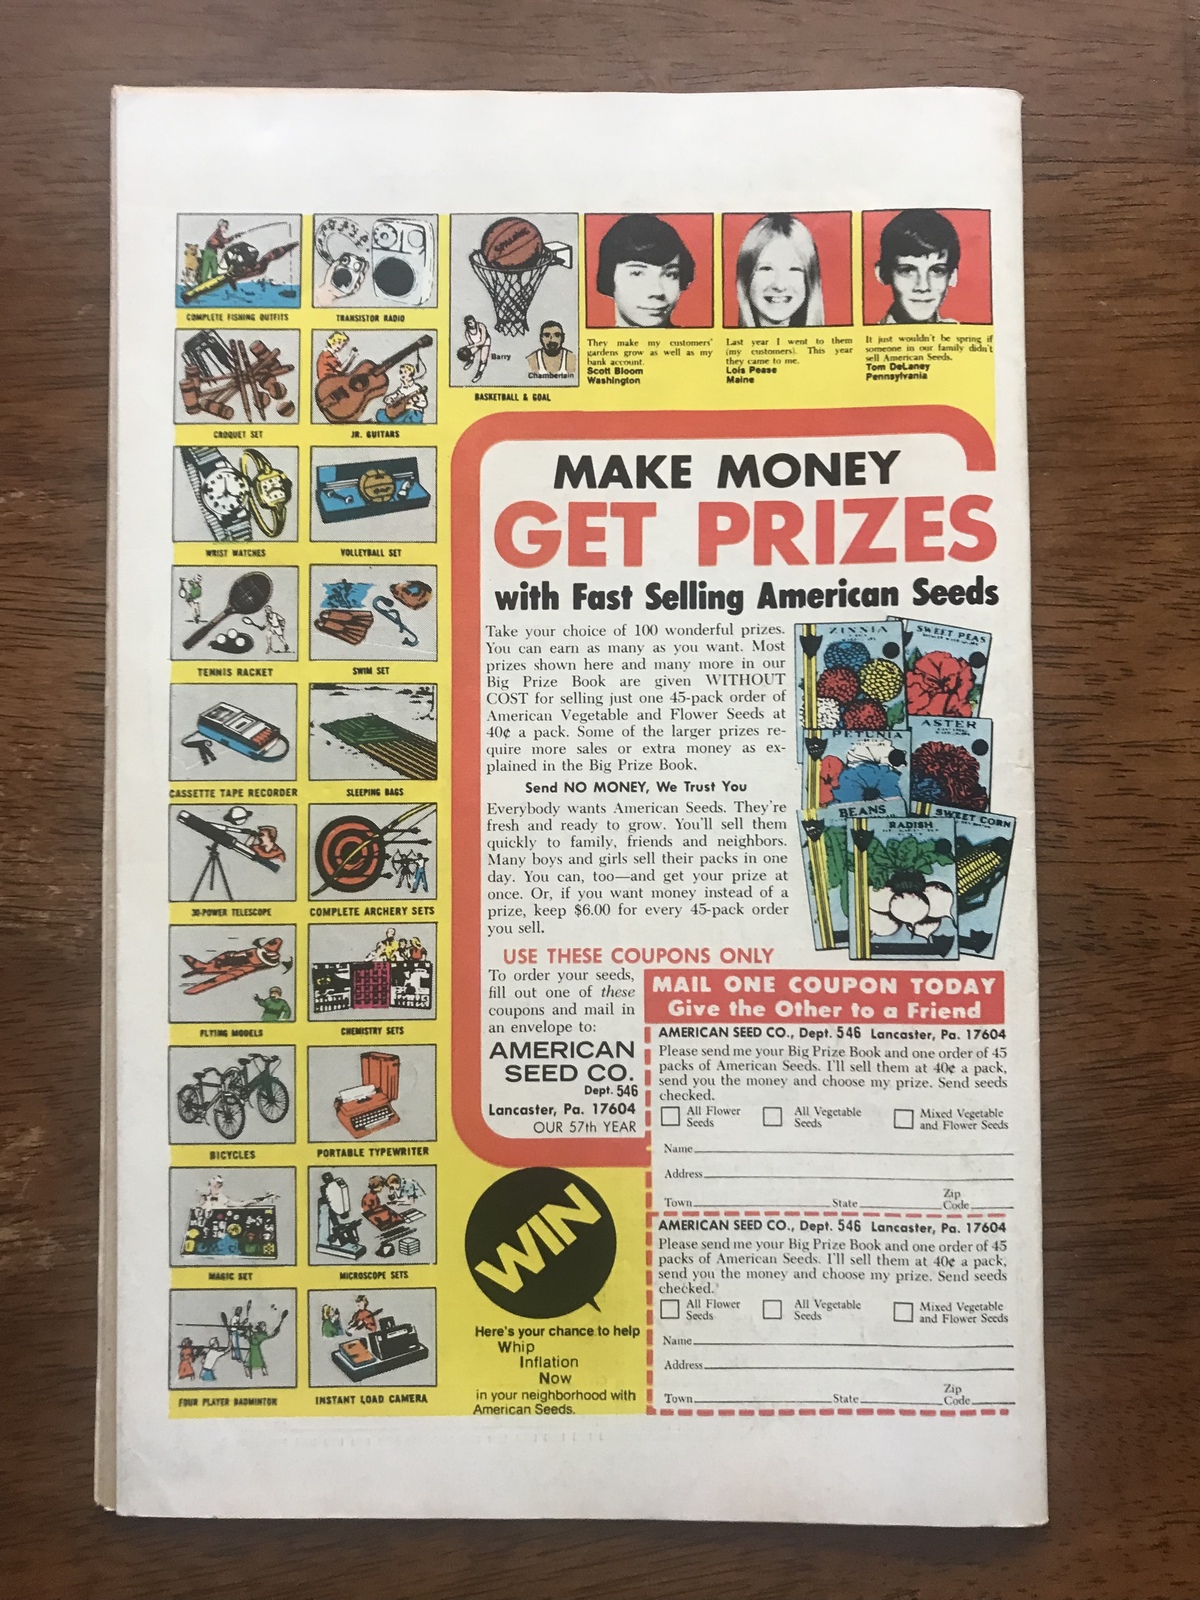 COMPLETE FISHING OUTFITS
TRANSISTOR RADIO
SPALDING
Barry
Chamberlain
BASKETBALL & GOAL
They make my customers'
gardens grow as well as my
bank account.
Scott Bloom
Washington
Last year I went to them
(my customers). This year
they came to me.
Lois Pease
Maine
It just wouldn't be spring if
someone in our family didn't
sell American Seeds.
Tom DeLaney
Pennsylvania
CROQUET SET
JR. GUITARS
WRIST WATCHES
VOLLEYBALL SET
TENNIS RACKET
SWIM SET
CASSETTE TAPE RECORDER
SLEEPING BAGS
30-POWER TELESCOPE
COMPLETE ARCHERY SETS
FLYING MODELS
CHEMISTRY SETS
BICYCLES
PORTABLE TYPEWRITER
MAGIC SET
MICROSCOPE SETS
FOUR PLAYER BADMINTON
INSTANT LOAD CAMERA
MAKE MONEY
GET PRIZES
with Fast Selling American Seeds
Take your choice of 100 wonderful prizes.
You can earn as many as you want. Most
prizes shown here and many more in our
Big Prize Book are given WITHOUT
COST for selling just one 45-pack order of
American Vegetable and Flower Seeds at
40¢ a pack. Some of the larger prizes re-
quire more sales or extra money as ex-
plained in the Big Prize Book.
Send NO MONEY, We Trust You
Everybody wants American Seeds. They're
fresh and ready to grow. You'll sell them
quickly to family, friends and neighbors.
Many boys and girls sell their packs in one
day. You can, too—and get your prize at
once. Or, if you want money instead of a
prize, keep $6.00 for every 45-pack order
you sell.
ZINNIA
SWEET PEAS
ASTER
PETUNIA
BEANS
RADISH
SWEET CORN
USE THESE COUPONS ONLY
To order your seeds,
fill out one of these
coupons and mail in
an envelope to:
AMERICAN
SEED CO.
Dept. 546
Lancaster, Pa. 17604
OUR 57th YEAR
MAIL ONE COUPON TODAY
Give the Other to a Friend
AMERICAN SEED CO., Dept. 546 Lancaster, Pa. 17604
Please send me your Big Prize Book and one order of 45
packs of American Seeds. I'll sell them at 40¢ a pack,
send you the money and choose my prize. Send seeds
checked.
All Flower Seeds
All Vegetable Seeds
Mixed Vegetable and Flower Seeds
Name
Address
Town State Zip Code
AMERICAN SEED CO., Dept. 546 Lancaster, Pa. 17604
Please send me your Big Prize Book and one order of 45
packs of American Seeds. I'll sell them at 40¢ a pack,
send you the money and choose my prize. Send seeds
checked.
All Flower Seeds
All Vegetable Seeds
Mixed Vegetable and Flower Seeds
Name
Address
Town State Zip Code
WIN
Here's your chance to help
Whip
Inflation
Now
in your neighborhood with
American Seeds.